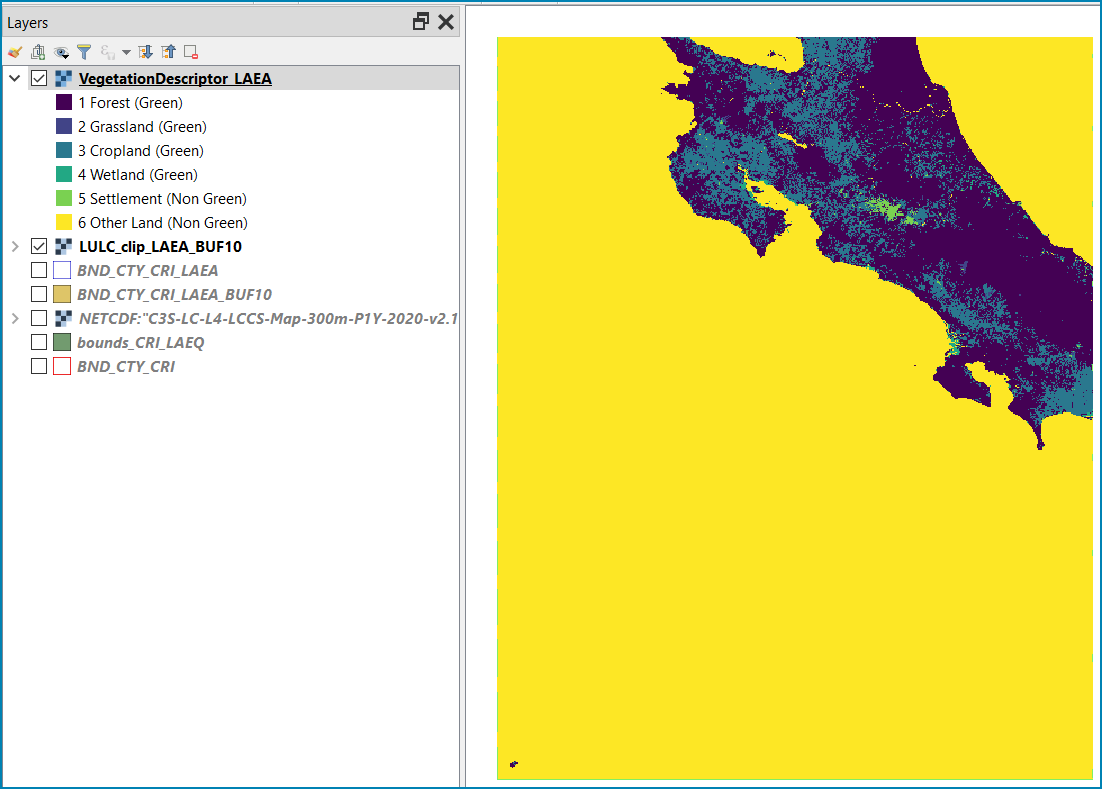 Layers
VegetationDescriptor_LAEA
1 Forest (Green)
2 Grassland (Green)
3 Cropland (Green)
4 Wetland (Green)
5 Settlement (Non Green)
6 Other Land (Non Green)
LULC_clip_LAEA_BUF10
BND_CTY_CRI_LAEA
BND_CTY_CRI_LAEA_BUF10
NETCDF:"C3S-LC-L4-LCCS-Map-300m-P1Y-2020-v2.1
bounds_CRI_LAEQ
BND_CTY_CRI